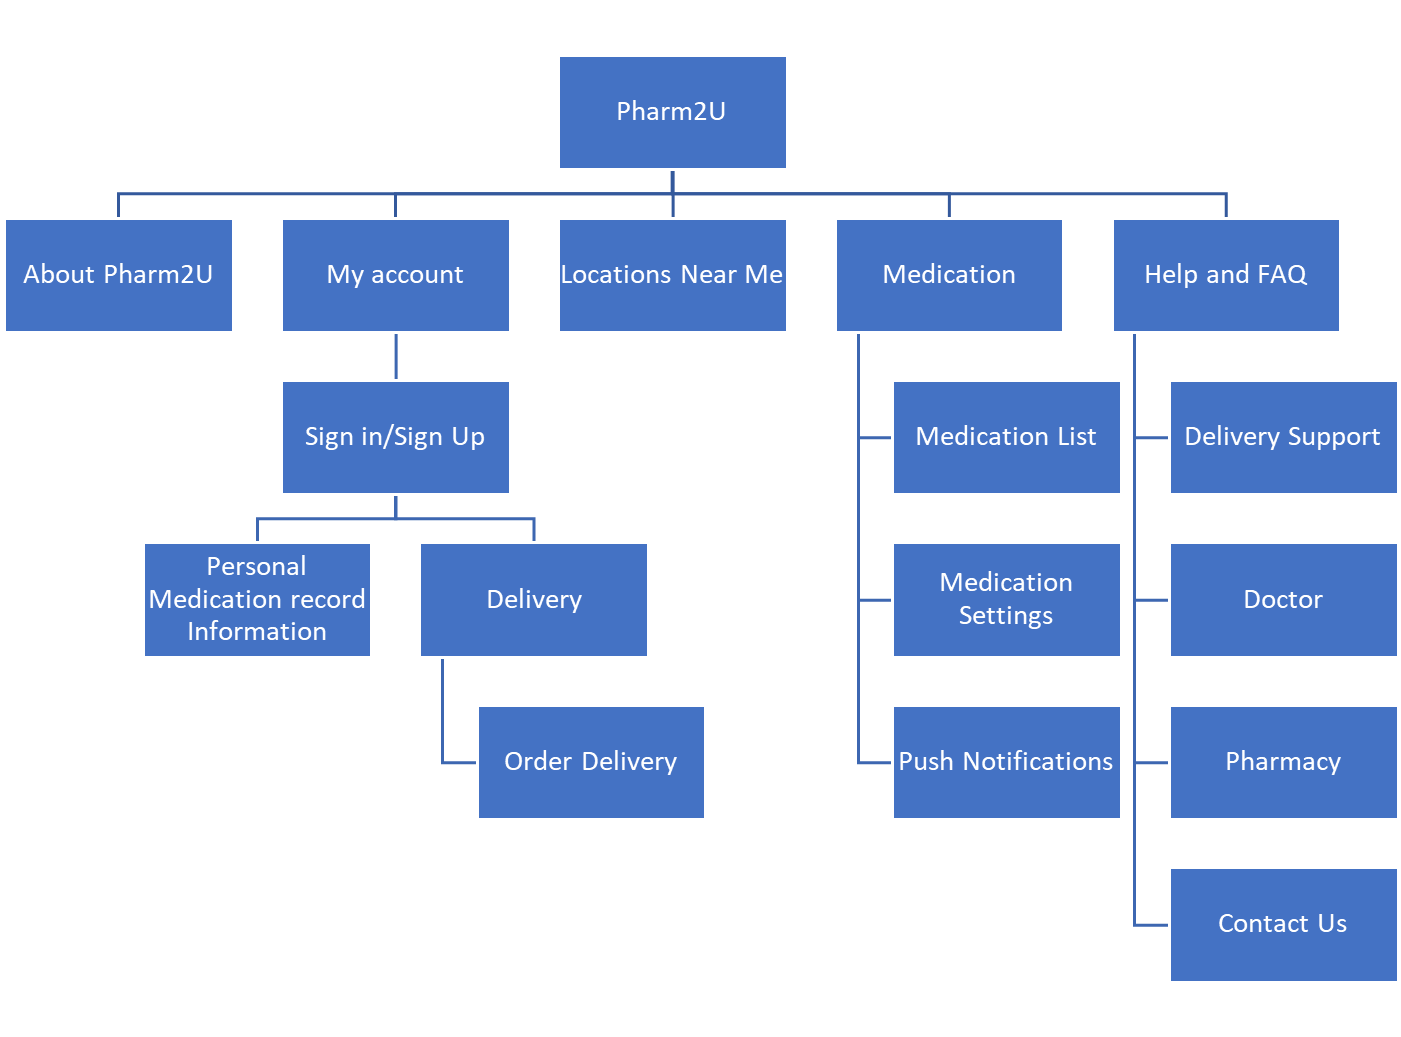 Pharm2U
About Pharm2U
My account
Locations Near Me
Medication
Help and FAQ
Sign in/Sign Up
Medication List
Delivery Support
Personal
Medication record
Information
Delivery
Medication
Settings
Doctor
Order Delivery
Push Notifications
Pharmacy
Contact Us